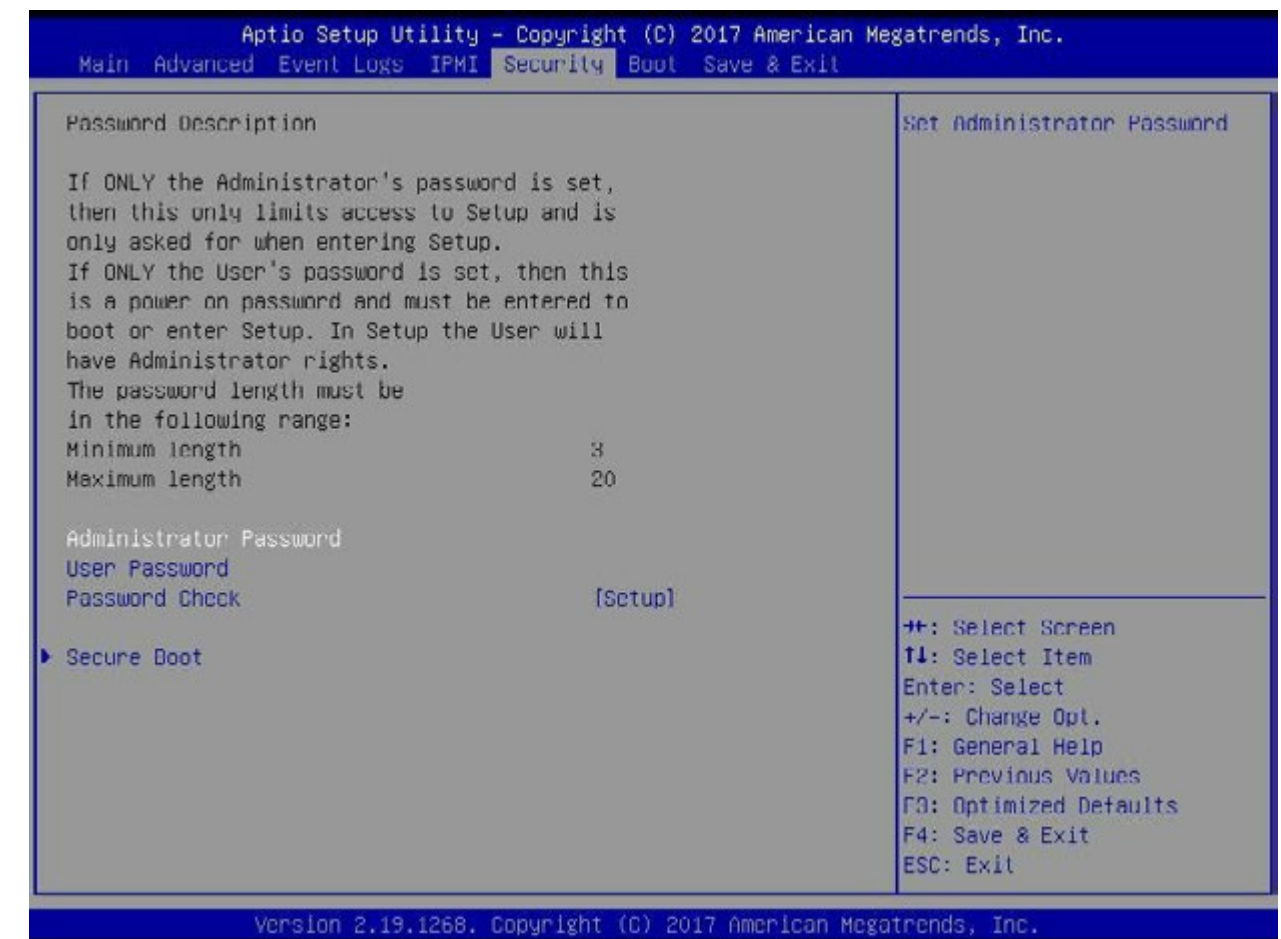 Aptio Setup Utility – Copyright (C) 2017 American Megatrends, Inc.
Main Advanced Event Logs IPMI Security Boot Save & Exit
Password Description
If ONLY the Administrator's password is set,
then this only limits access to Setup and is
only asked for when entering Setup.
If ONLY the User's password is set, then this
is a power on password and must be entered to
boot or enter Setup. In Setup the User will
have Administrator rights.
The password length must be
in the following range:
Minimum length 3
Maximum length 20
Administrator Password
User Password
Password Check [Setup]
Secure Boot
Set Administrator Password
→←: Select Screen
↑↓: Select Item
Enter: Select
+/-: Change Opt.
F1: General Help
F2: Previous Values
F3: Optimized Defaults
F4: Save & Exit
ESC: Exit
Version 2.19.1268. Copyright (C) 2017 American Megatrends, Inc.